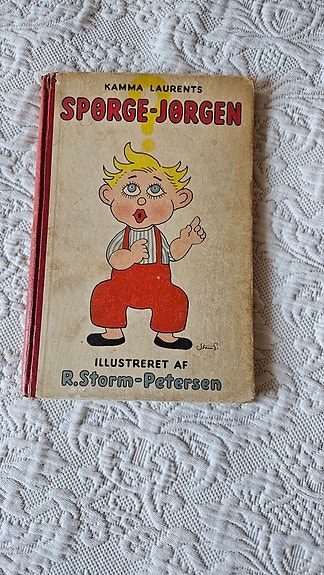 KAMMA LAURENTS
SPØRGE-JØRGEN
ILLUSTRERET AF
R.Storm-Petersen